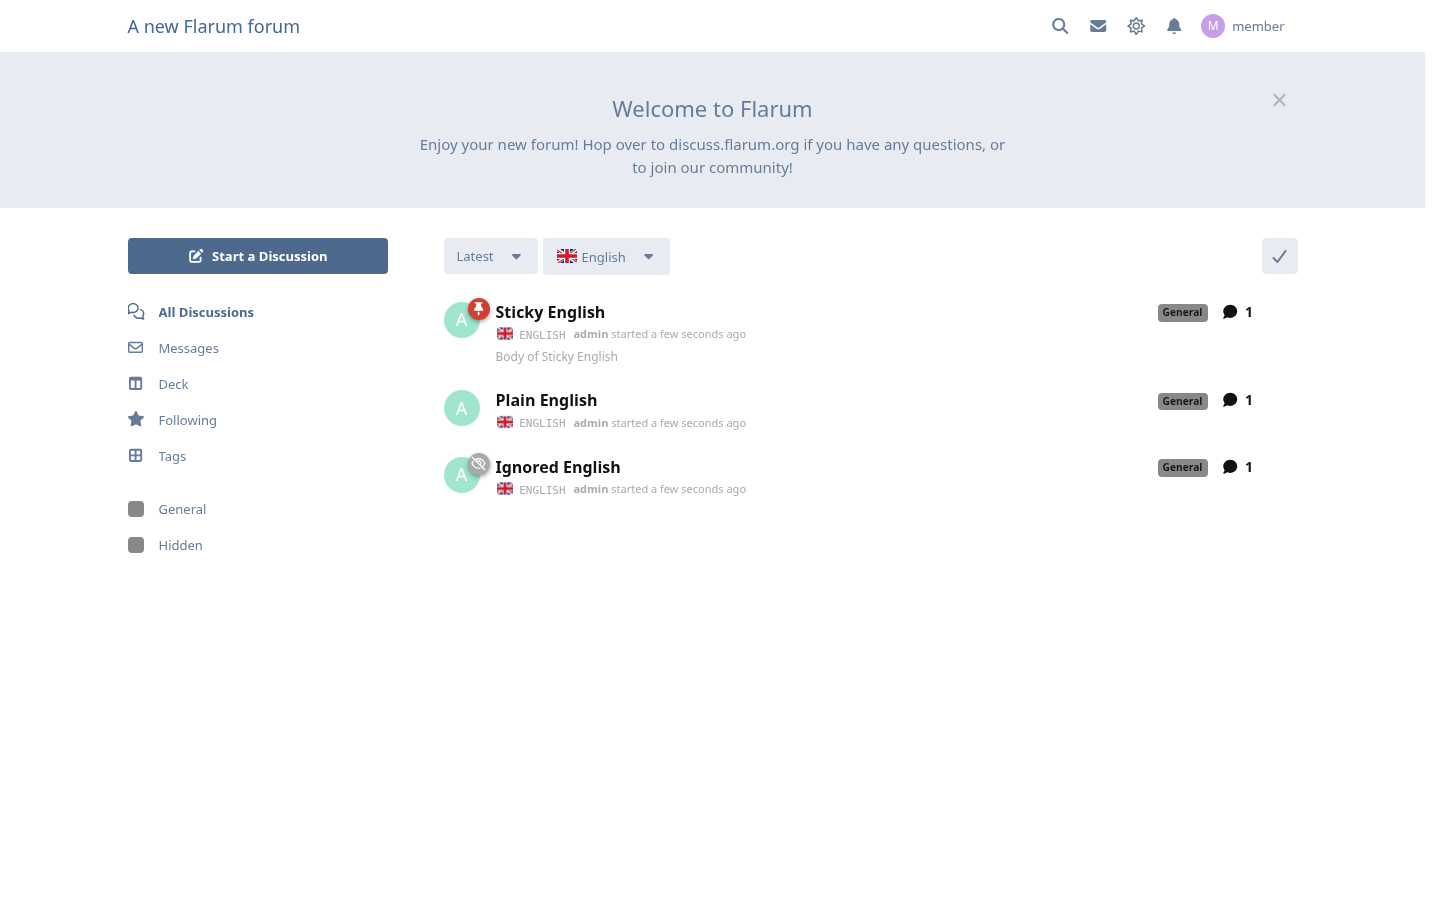 A new Flarum forum
M member
Welcome to Flarum
Enjoy your new forum! Hop over to discuss.flarum.org if you have any questions, or
to join our community!
Start a Discussion
Latest
English
All Discussions
Messages
Deck
Following
Tags
General
Hidden
A
Sticky English
General
1
ENGLISH admin started a few seconds ago
Body of Sticky English
A
Plain English
General
1
ENGLISH admin started a few seconds ago
A
Ignored English
General
1
ENGLISH admin started a few seconds ago